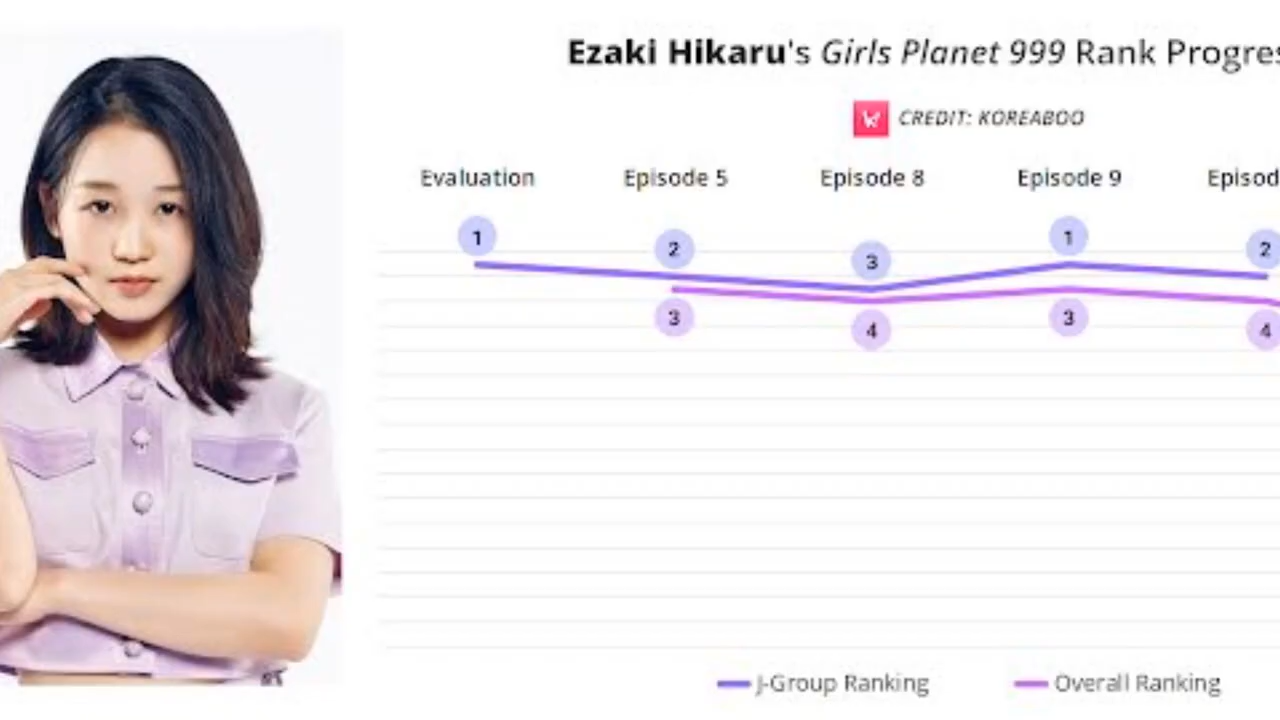 Ezaki Hikaru's Girls Planet 999 Rank Progres
CREDIT: KOREABOO
Evaluation Episode 5 Episode 8 Episode 9 Episod
1 2 3 1 2
3 4 3 4
J-Group Ranking Overall Ranking